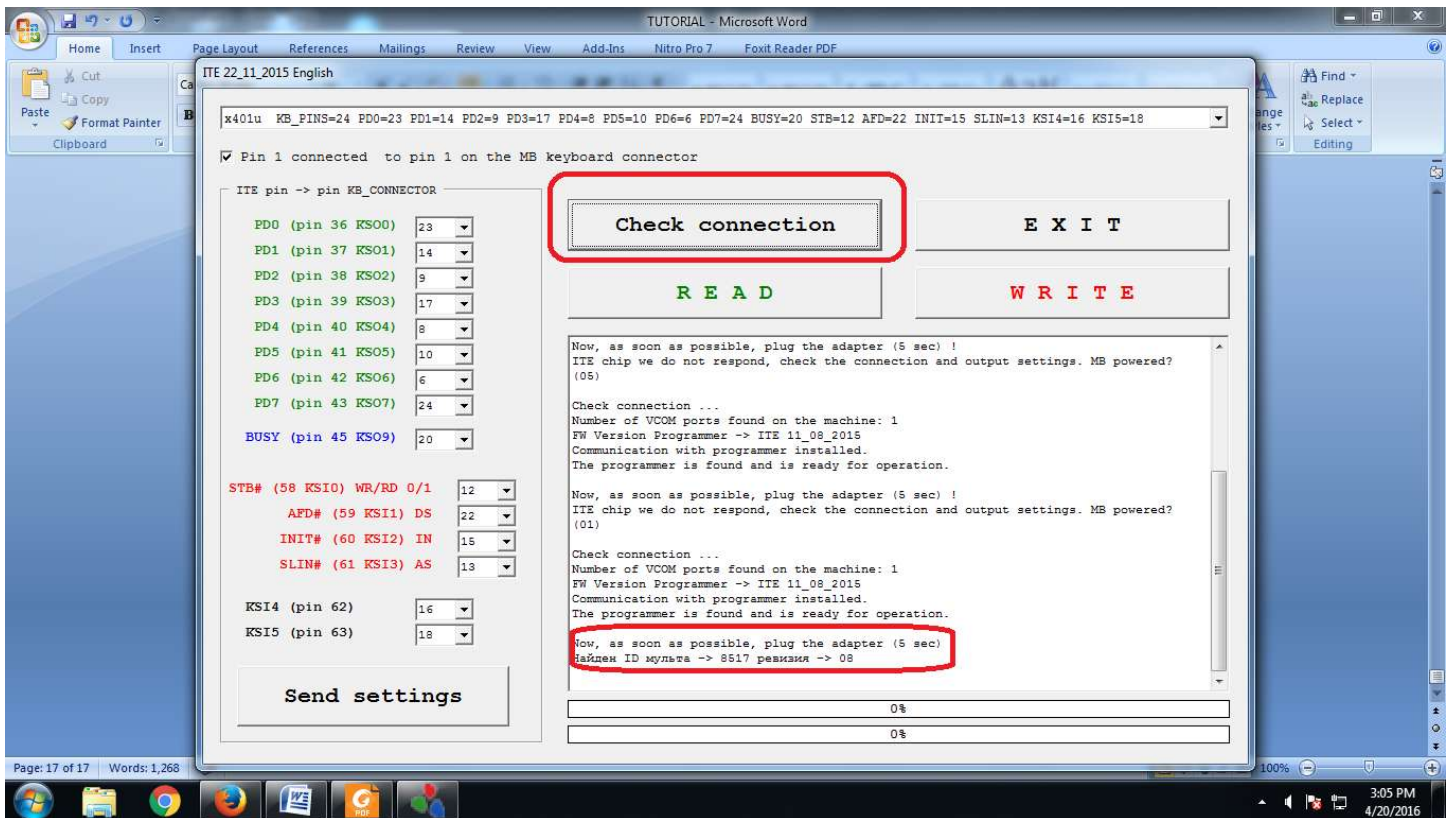 TUTORIAL - Microsoft Word
Home Insert Page Layout References Mailings Review View Add-Ins Nitro Pro 7 Foxit Reader PDF
Cut
Copy
Paste
Format Painter
Clipboard
Ca
B
Find
Replace
ange
les
Select
Editing
ITE 22_11_2015 English
x401u KB_PINS=24 PD0=23 PD1=14 PD2=9 PD3=17 PD4=8 PD5=10 PD6=6 PD7=24 BUSY=20 STB=12 AFD=22 INIT=15 SLIN=13 KSI4=16 KSI5=18
Pin 1 connected to pin 1 on the MB keyboard connector
ITE pin -> pin KB_CONNECTOR
PD0 (pin 36 KSO0) 23
PD1 (pin 37 KSO1) 14
PD2 (pin 38 KSO2) 9
PD3 (pin 39 KSO3) 17
PD4 (pin 40 KSO4) 8
PD5 (pin 41 KSO5) 10
PD6 (pin 42 KSO6) 6
PD7 (pin 43 KSO7) 24
BUSY (pin 45 KSO9) 20
STB# (58 KSI0) WR/RD 0/1 12
AFD# (59 KSI1) DS 22
INIT# (60 KSI2) IN 15
SLIN# (61 KSI3) AS 13
KSI4 (pin 62) 16
KSI5 (pin 63) 18
Send settings
Check connection
E X I T
R E A D
W R I T E
Now, as soon as possible, plug the adapter (5 sec) !
ITE chip we do not respond, check the connection and output settings. MB powered?
(05)
Check connection ...
Number of VCOM ports found on the machine: 1
FW Version Programmer -> ITE 11_08_2015
Communication with programmer installed.
The programmer is found and is ready for operation.
Now, as soon as possible, plug the adapter (5 sec) !
ITE chip we do not respond, check the connection and output settings. MB powered?
(01)
Check connection ...
Number of VCOM ports found on the machine: 1
FW Version Programmer -> ITE 11_08_2015
Communication with programmer installed.
The programmer is found and is ready for operation.
Now, as soon as possible, plug the adapter (5 sec)
Найден ID мульта -> 8517 ревизия -> 08
0%
0%
Page: 17 of 17 Words: 1,268
100%
PDF
3:05 PM
4/20/2016